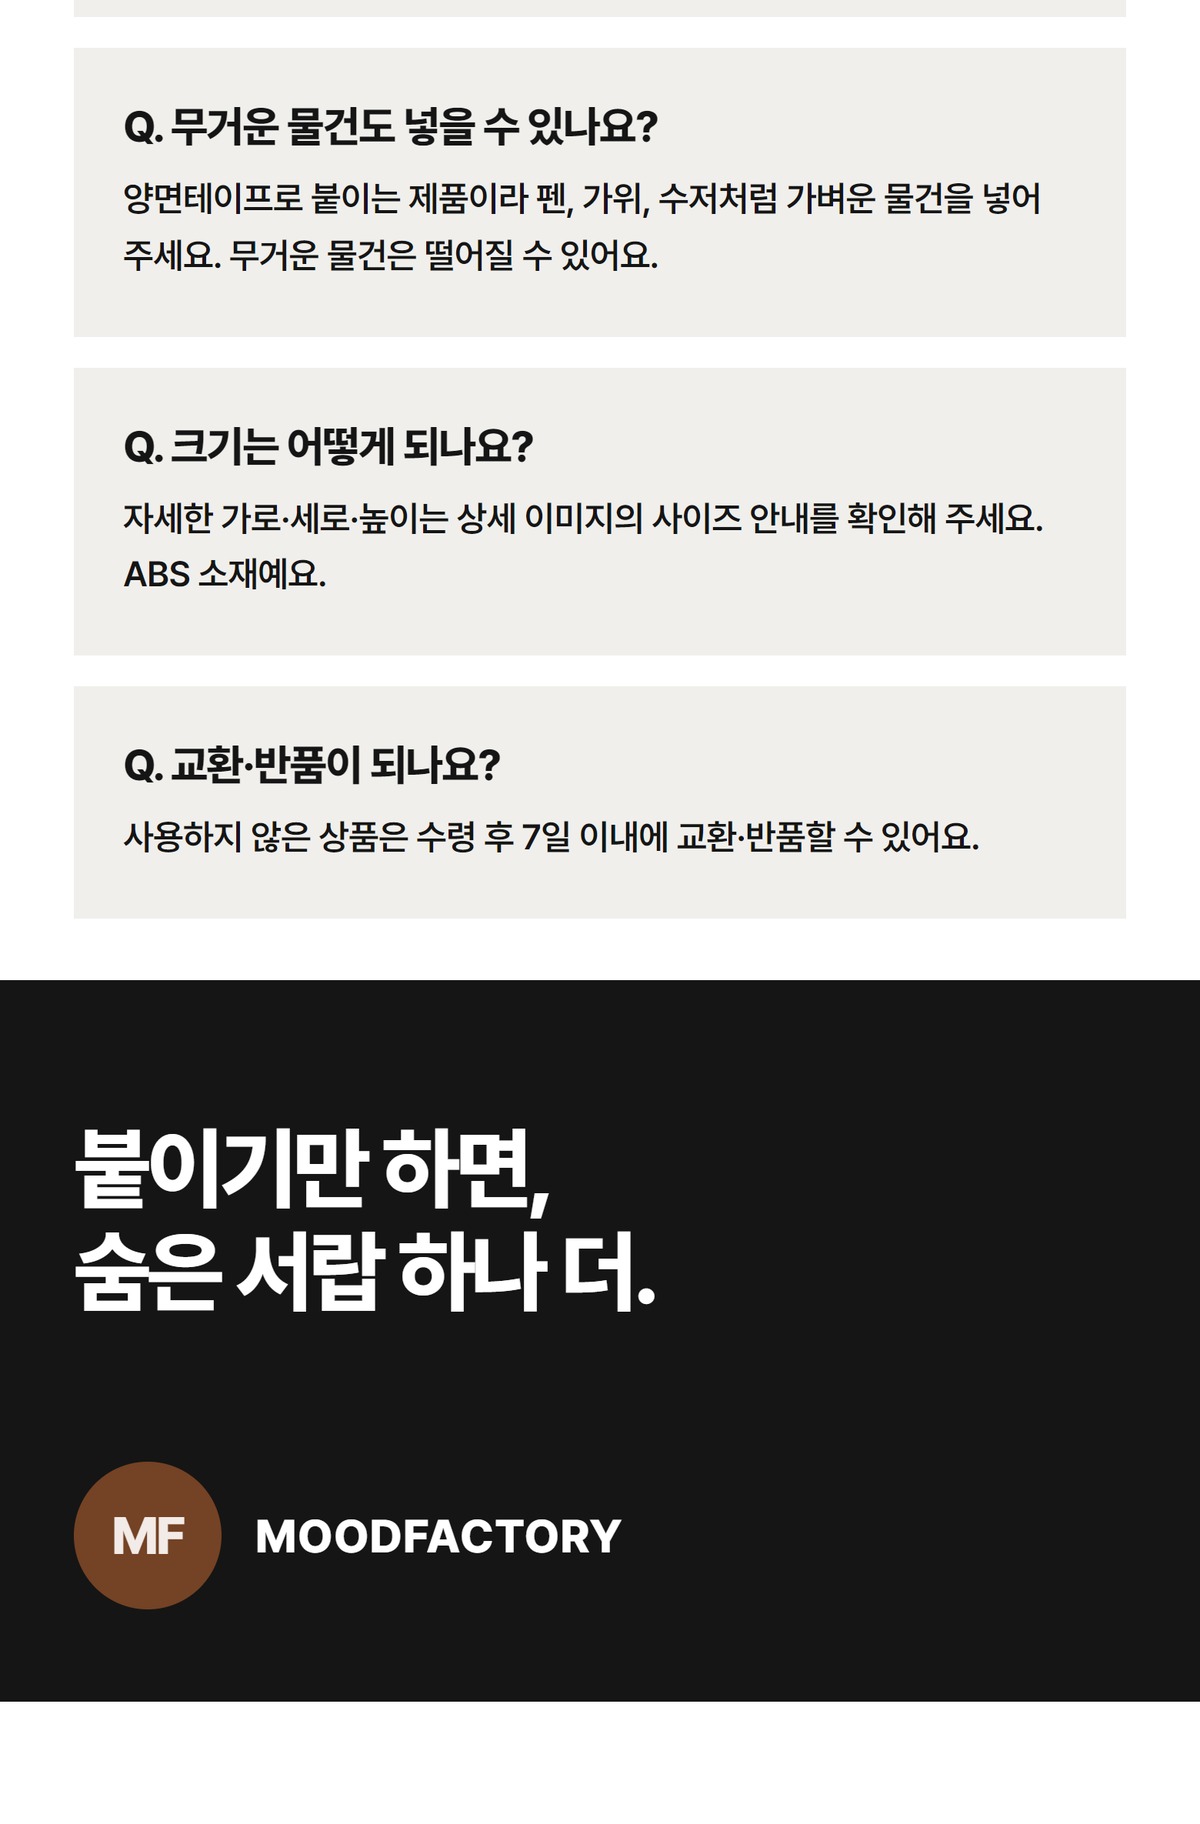 Q. 무거운 물건도 넣을 수 있나요?
양면테이프로 붙이는 제품이라 펜, 가위, 수저처럼 가벼운 물건을 넣어
주세요. 무거운 물건은 떨어질 수 있어요.
Q. 크기는 어떻게 되나요?
자세한 가로·세로·높이는 상세 이미지의 사이즈 안내를 확인해 주세요.
ABS 소재예요.
Q. 교환·반품이 되나요?
사용하지 않은 상품은 수령 후 7일 이내에 교환·반품할 수 있어요.
붙이기만 하면,
숨은 서랍 하나 더.
MF
MOODFACTORY